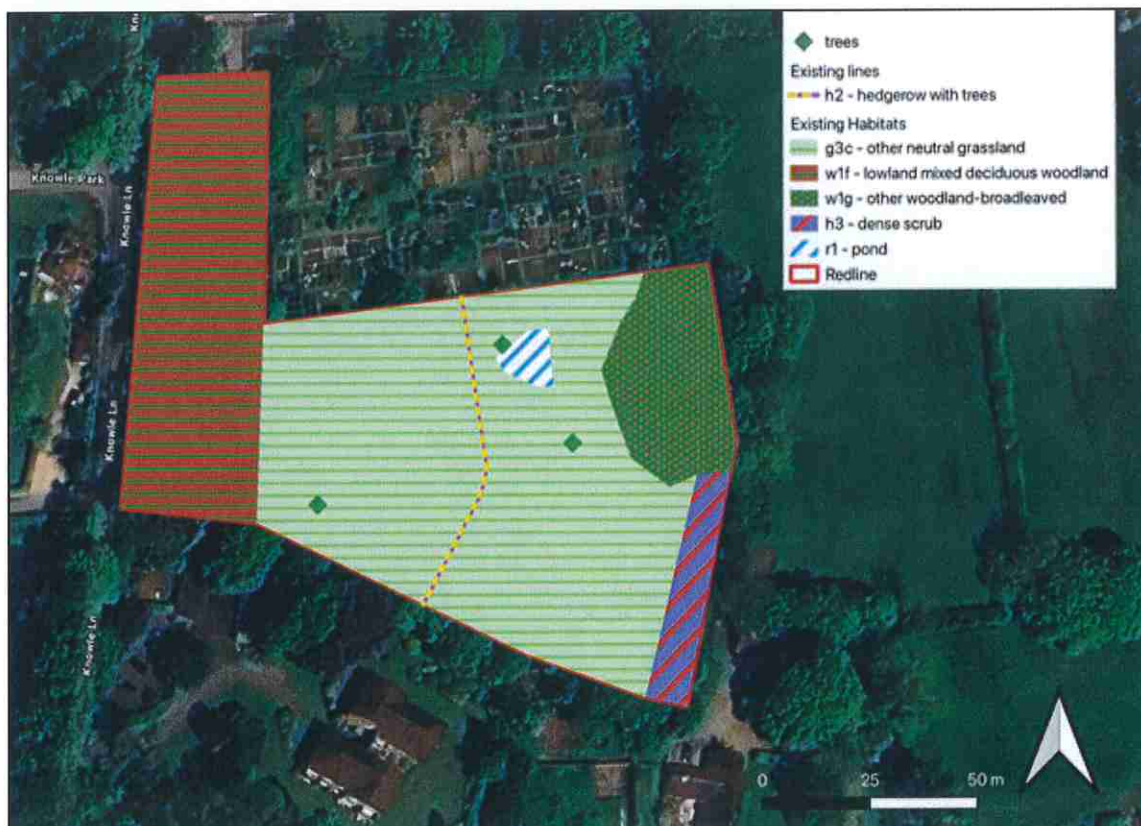 Kno
Kn
trees
Existing lines
h2 - hedgerow with trees
Existing Habitats
g3c - other neutral grassland
w1f - lowland mixed deciduous woodland
w1g - other woodland-broadleaved
h3 - dense scrub
r1 - pond
Redline
Knowle Park
Knowle Ln
Knowle Ln
Knowle Ln
0 25 50 m